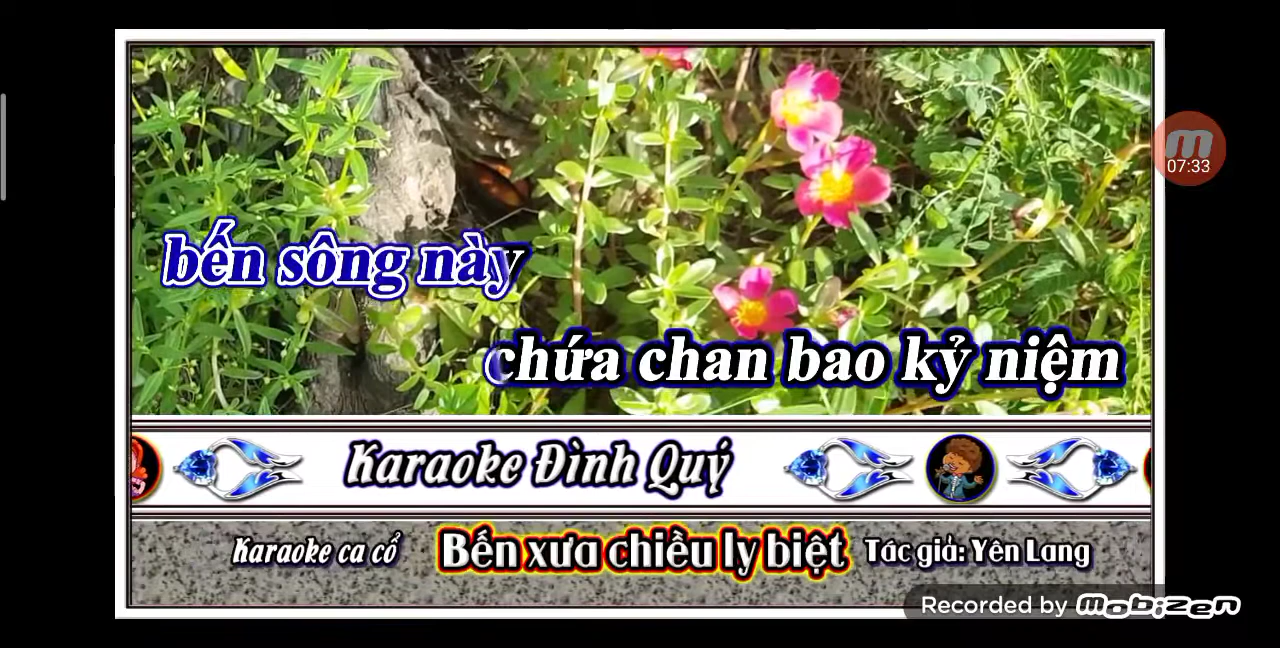 07:33
bến sông này
chứa chan bao kỷ niệm
Karaoke Đình Quý
Karaoke ca cổ Bến xưa chiều ly biệt Tác giả: Yên Lang
Recorded by mobizen